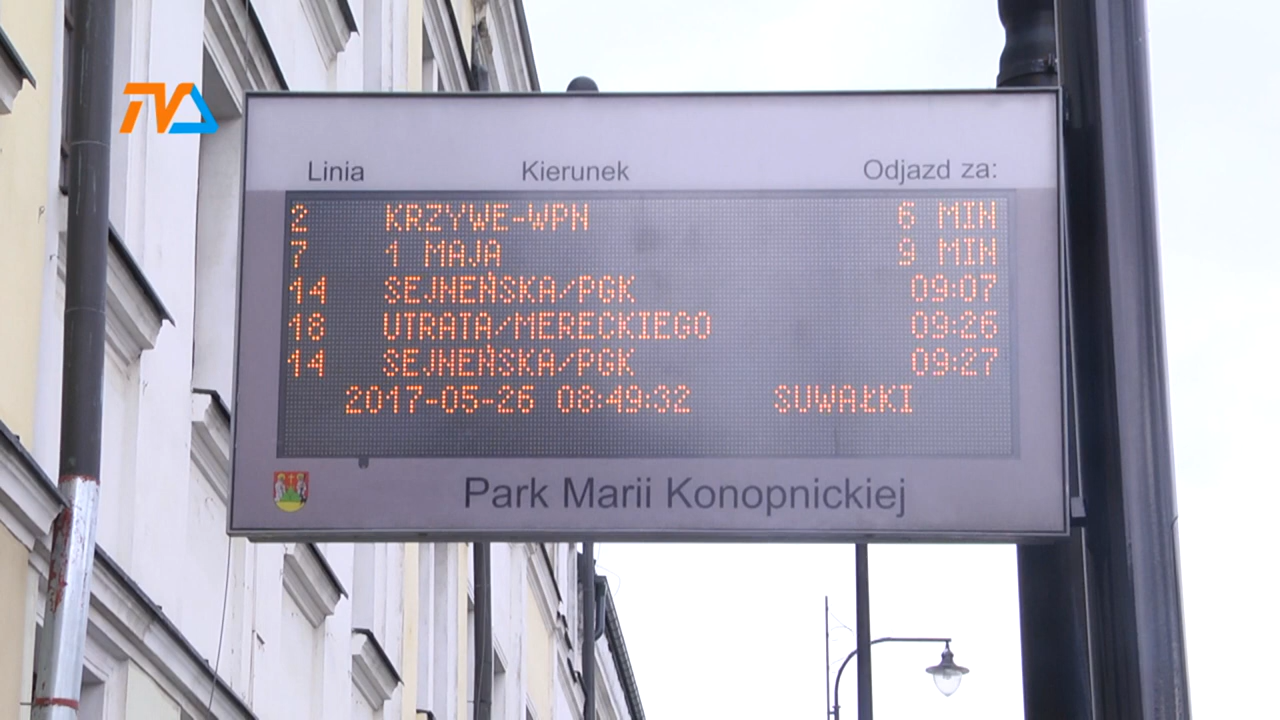 TVA
Linia Kierunek Odjazd za:
2 KRZYWE-WPN 6 MIN
7 1 MAJA 9 MIN
14 SEJNEŃSKA/PGK 09:07
18 UTRATA/MERECKIEGO 09:26
14 SEJNEŃSKA/PGK 09:27
2017-05-26 08:49:32 SUWAŁKI
Park Marii Konopnickiej